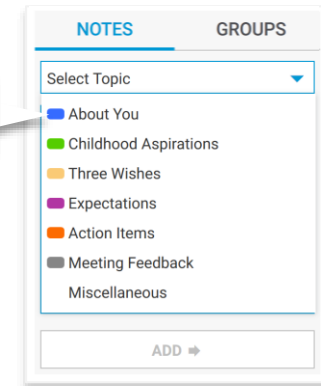 NOTES GROUPS
Select Topic
About You
Childhood Aspirations
Three Wishes
Expectations
Action Items
Meeting Feedback
Miscellaneous
ADD